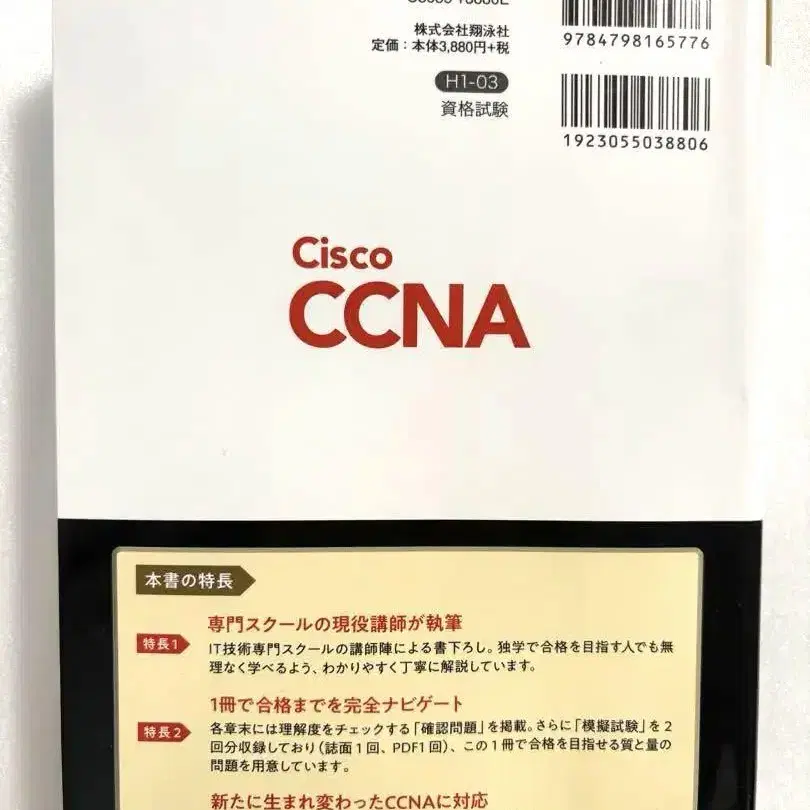 株式会社翔泳社
9784798165776
定価：本体3,880円+税
H1-03
資格試験
1923055038806
Cisco
CCNA
本書の特長
特長1
専門スクールの現役講師が執筆
IT技術専門スクールの講師陣による書下ろし。独学で合格を目指す人でも無
理なく学べるよう、わかりやすく丁寧に解説しています。
特長2
1冊で合格までを完全ナビゲート
各章末には理解度をチェックする「確認問題」を掲載。さらに「模擬試験」を2
回分収録しており（誌面1回、PDF1回）、この1冊で合格を目指せる質と量の
問題を用意しています。
新たに生まれ変わったCCNAに対応